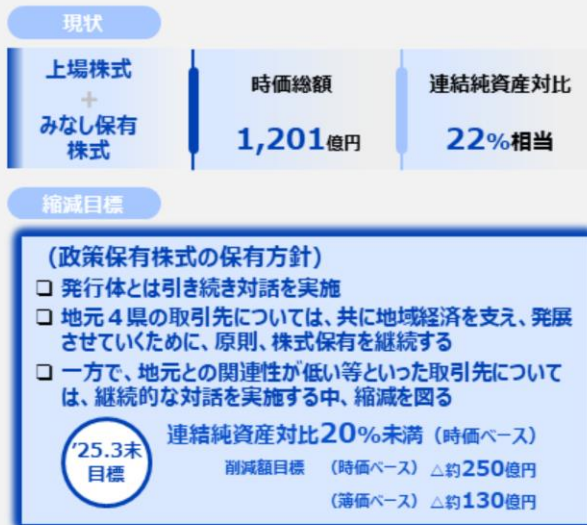 現状
上場株式
+
みなし保有
株式
時価総額
1,201億円
連結純資産対比
22%相当
縮減目標
（政策保有株式の保有方針）
❑ 発行体とは引き続き対話を実施
❑ 地元４県の取引先については、共に地域経済を支え、発展
させていくために、原則、株式保有を継続する
❑ 一方で、地元との関連性が低い等といった取引先について
は、継続的な対話を実施する中、縮減を図る
'25.3末
目標
連結純資産対比20%未満（時価ベース）
削減額目標　（時価ベース）△約250億円
（簿価ベース）△約130億円